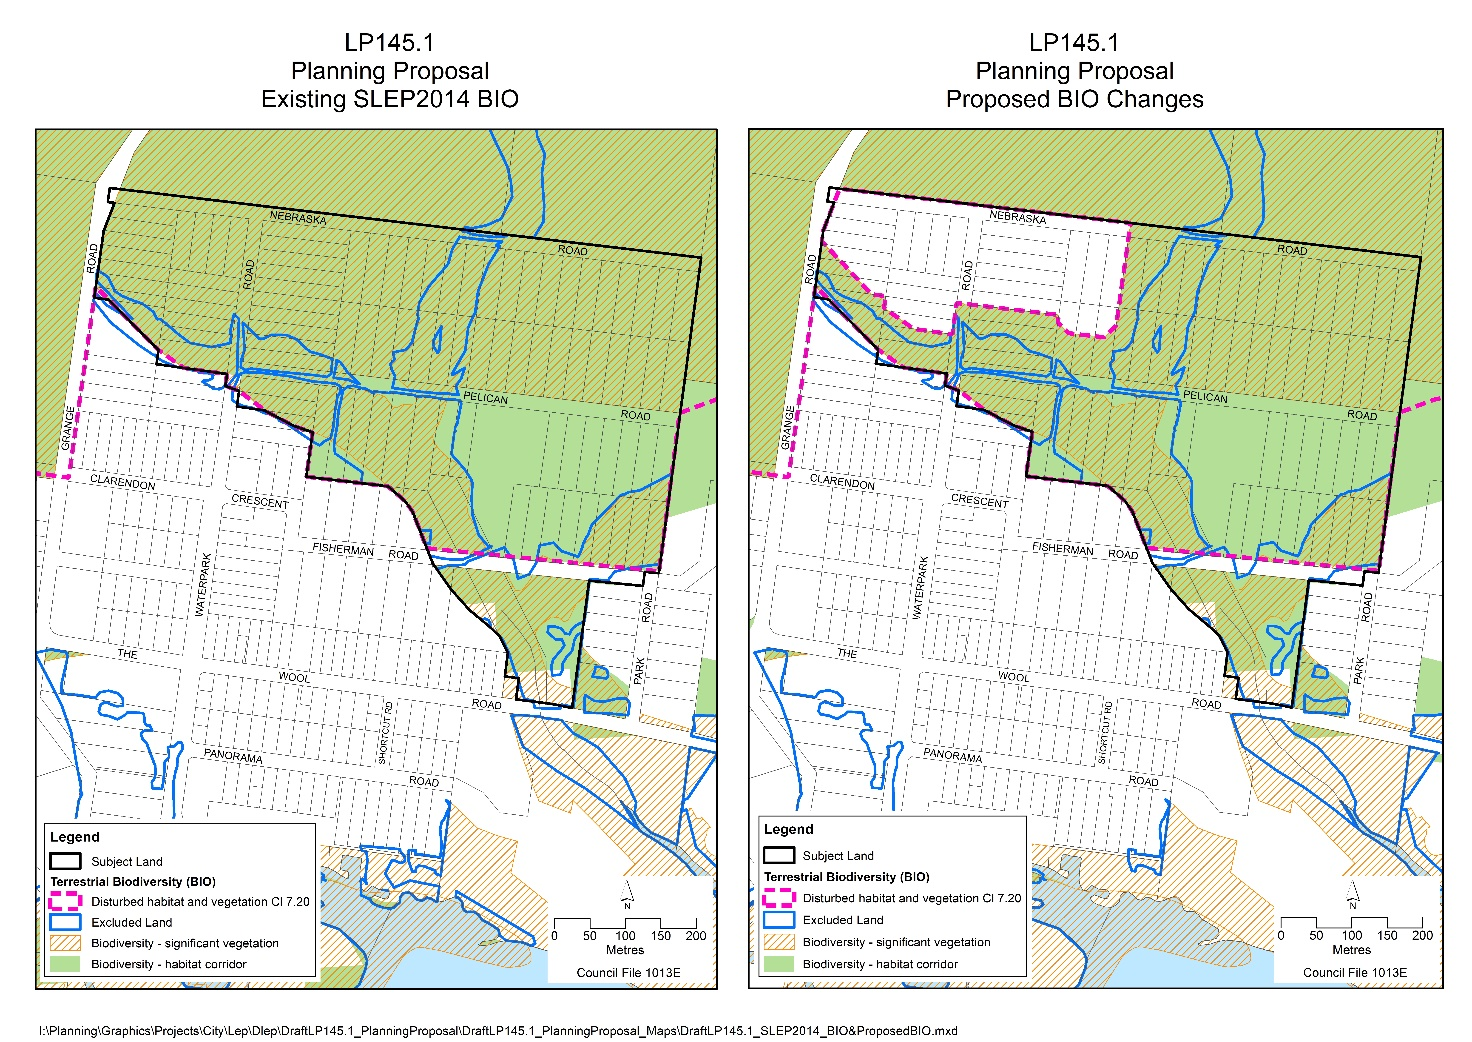 LP145.1
Planning Proposal
Existing SLEP2014 BIO
NEBRASKA
ROAD
ROAD
ROAD
PELICAN
ROAD
GRANGE
CLARENDON
CRESCENT
FISHERMAN ROAD
WATERPARK
ROAD
THE
PARK
WOOL
ROAD
SHORTCUT RD
PANORAMA
ROAD
Legend
Subject Land
Terrestrial Biodiversity (BIO)
Disturbed habitat and vegetation Cl 7.20
Excluded Land
Biodiversity - significant vegetation
Biodiversity - habitat corridor
N
0 50 100 150 200
Metres
Council File 1013E
LP145.1
Planning Proposal
Proposed BIO Changes
NEBRASKA
ROAD
ROAD
ROAD
PELICAN
ROAD
GRANGE
CLARENDON
CRESCENT
FISHERMAN ROAD
WATERPARK
ROAD
THE
PARK
WOOL
ROAD
SHORTCUT RD
PANORAMA
ROAD
Legend
Subject Land
Terrestrial Biodiversity (BIO)
Disturbed habitat and vegetation Cl 7.20
Excluded Land
Biodiversity - significant vegetation
Biodiversity - habitat corridor
N
0 50 100 150 200
Metres
Council File 1013E
I:\Planning\Graphics\Projects\City\Lep\Dlep\DraftLP145.1_PlanningProposal\DraftLP145.1_PlanningProposal_Maps\DraftLP145.1_SLEP2014_BIO&ProposedBIO.mxd